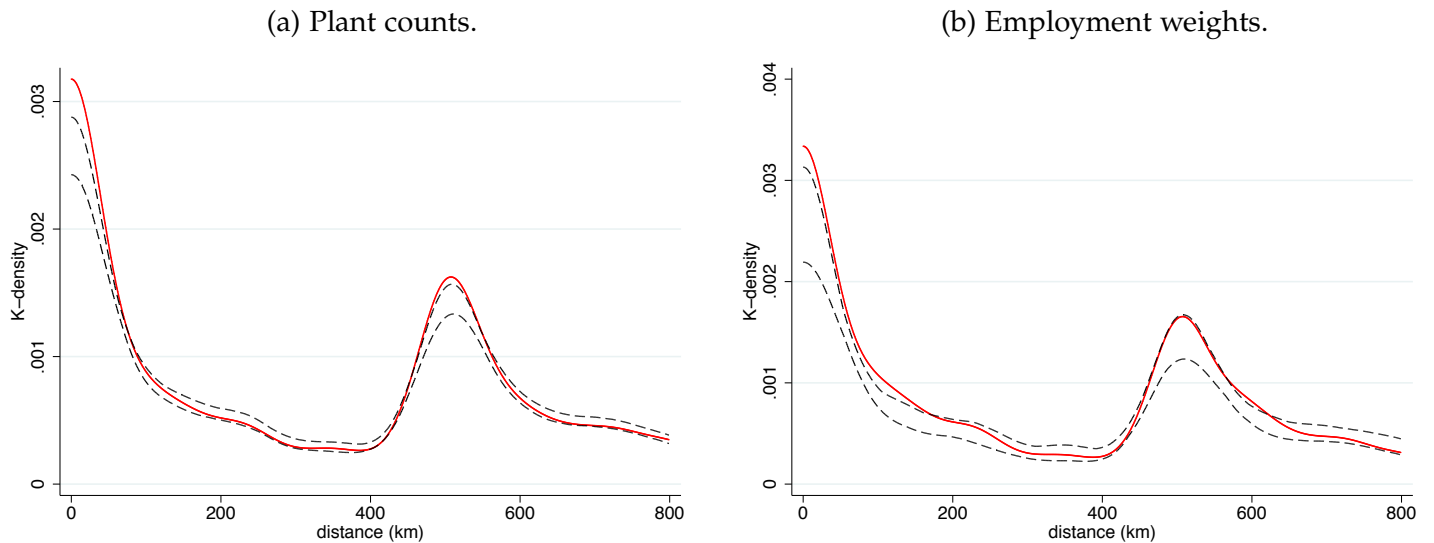 (a) Plant counts.
K–density
.003
.002
.001
0
0 200 400 600 800
distance (km)
(b) Employment weights.
K–density
.004
.003
.002
.001
0
0 200 400 600 800
distance (km)